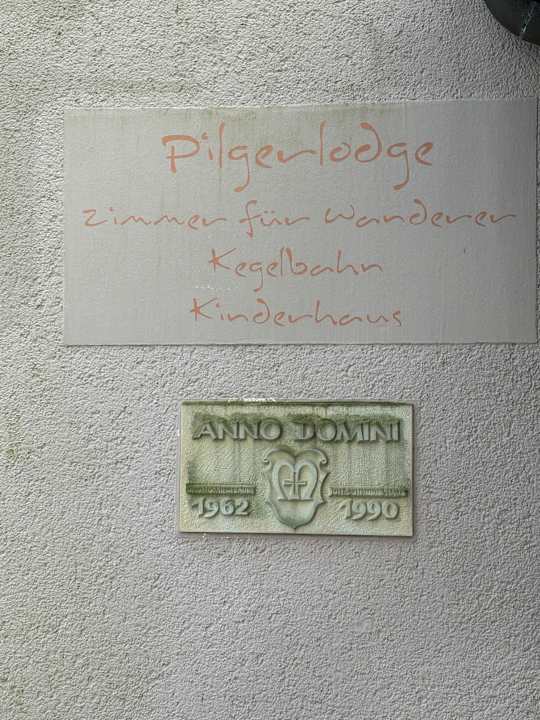 Pilgerlodge
Zimmer für Wanderer
Kegelbahn
Kinderhaus
ANNO DOMINI
M
1962 1990